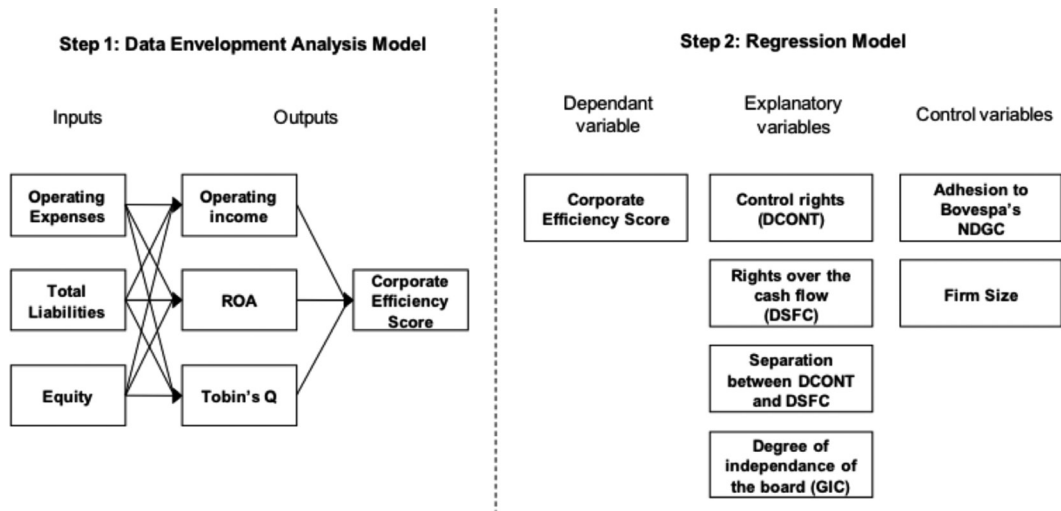 Step 1: Data Envelopment Analysis Model
Inputs
Outputs
Operating
Expenses
Operating
income
Total
Liabilities
ROA
Corporate
Efficiency
Score
Equity
Tobin's Q
Step 2: Regression Model
Dependant
variable
Explanatory
variables
Control variables
Corporate
Efficiency Score
Control rights
(DCONT)
Adhesion to
Bovespa's
NDGC
Rights over the
cash flow
(DSFC)
Firm Size
Separation
between DCONT
and DSFC
Degree of
independance of
the board (GIC)